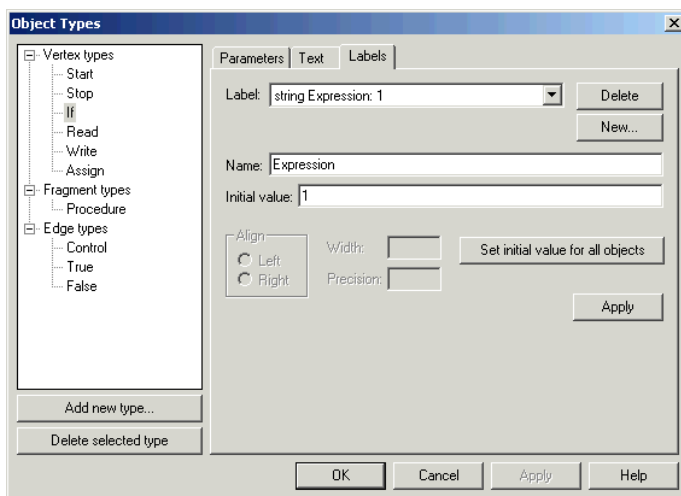 Object Types
Vertex types
Start
Stop
If
Read
Write
Assign
Fragment types
Procedure
Edge types
Control
True
False
Add new type...
Delete selected type
Parameters Text Labels
Label: string Expression: 1 Delete
New...
Name: Expression
Initial value: 1
Align
Left
Right
Width:
Precision:
Set initial value for all objects
Apply
OK Cancel Apply Help